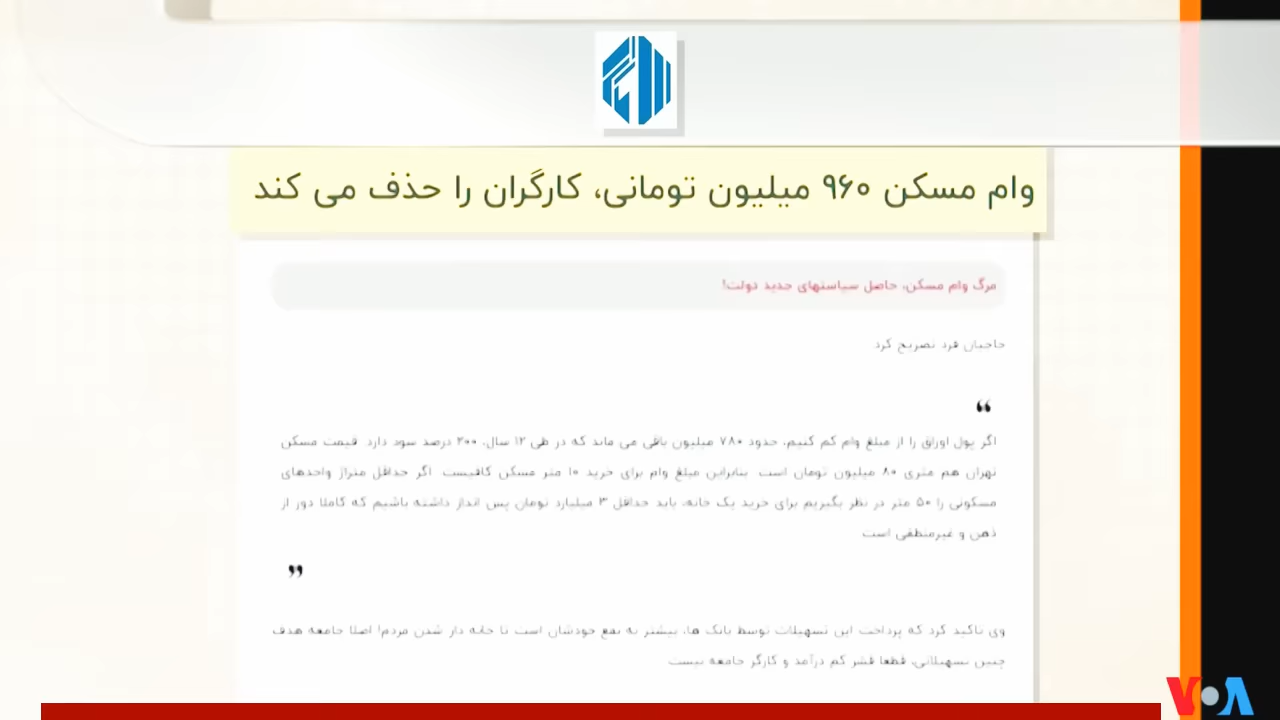 وام مسکن ۹۶۰ میلیون تومانی، کارگران را حذف می کند
مرگ وام مسکن، حاصل سیاستهای جدید دولت!
حاجیان فرد تصریح کرد
❝
اگر پول اوراق را از مبلغ وام کم کنیم، حدود ۷۸۰ میلیون باقی می ماند که در طی ۱۲ سال، ۲۰۰ درصد سود دارد. قیمت مسکن
تهران هم متری ۸۰ میلیون تومان است. بنابراین مبلغ وام برای خرید ۱۰ متر مسکن کافیست. اگر حداقل متراژ واحدهای
مسکونی را ۵۰ متر در نظر بگیریم برای خرید یک خانه، باید حداقل ۳ میلیارد تومان پس انداز داشته باشیم که کاملا دور از
ذهن و غیرمنطقی است.
❞
وی تاکید کرد که پرداخت این تسهیلات توسط بانک ها، بیشتر به نفع خودشان است تا خانه دار شدن مردم! اصلا جامعه هدف
چنین تسهیلاتی، قطعا قشر کم درآمد و کارگر جامعه نیست.
VOA